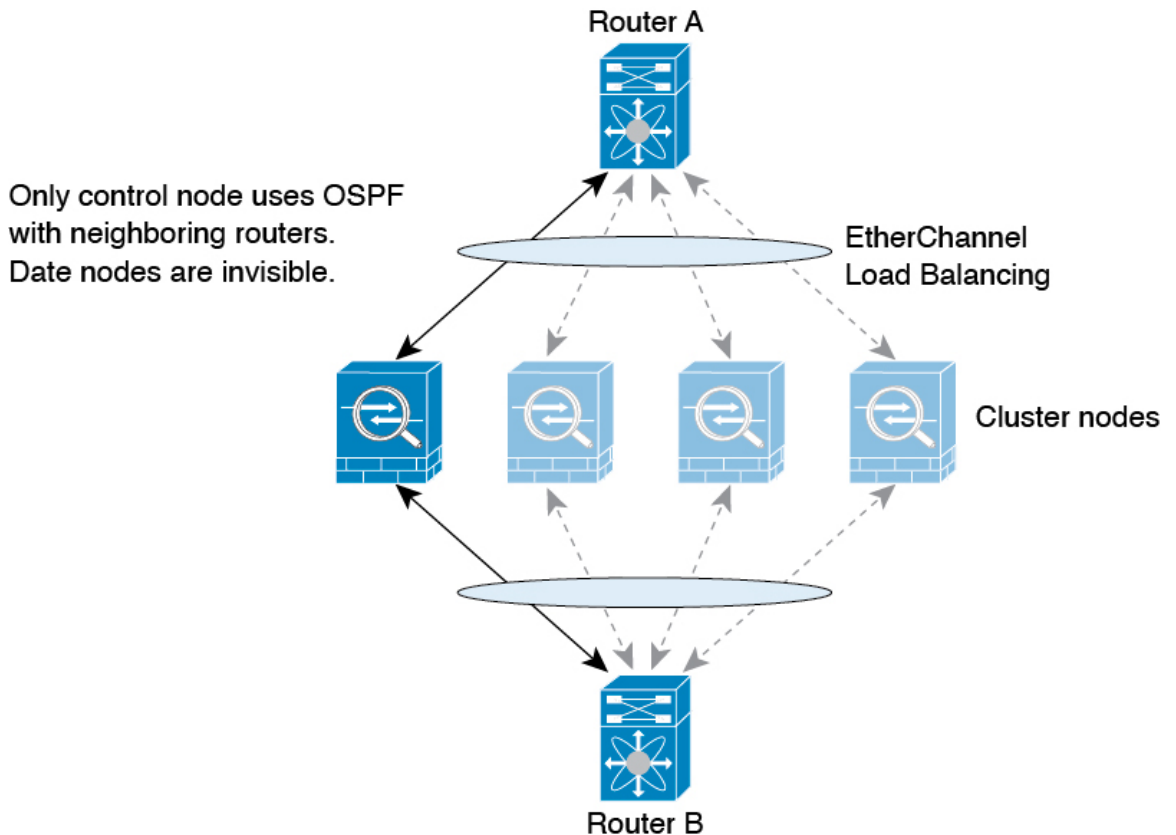 Router A
Only control node uses OSPF
with neighboring routers.
Date nodes are invisible.
EtherChannel
Load Balancing
Cluster nodes
Router B